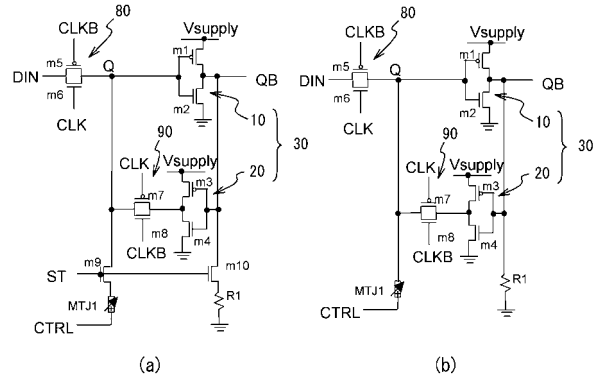 Vsupply
CLKB
80
m1
DIN
m5
Q
QB
m6
m2
10
CLK
90
30
CLK
Vsupply
20
m3
m7
m8
m4
CLKB
m9
m10
ST
MTJ1
R1
CTRL
(a)
Vsupply
CLKB
80
m1
DIN
m5
Q
QB
m6
m2
10
CLK
90
30
CLK
Vsupply
20
m3
m7
m8
m4
CLKB
MTJ1
R1
CTRL
(b)